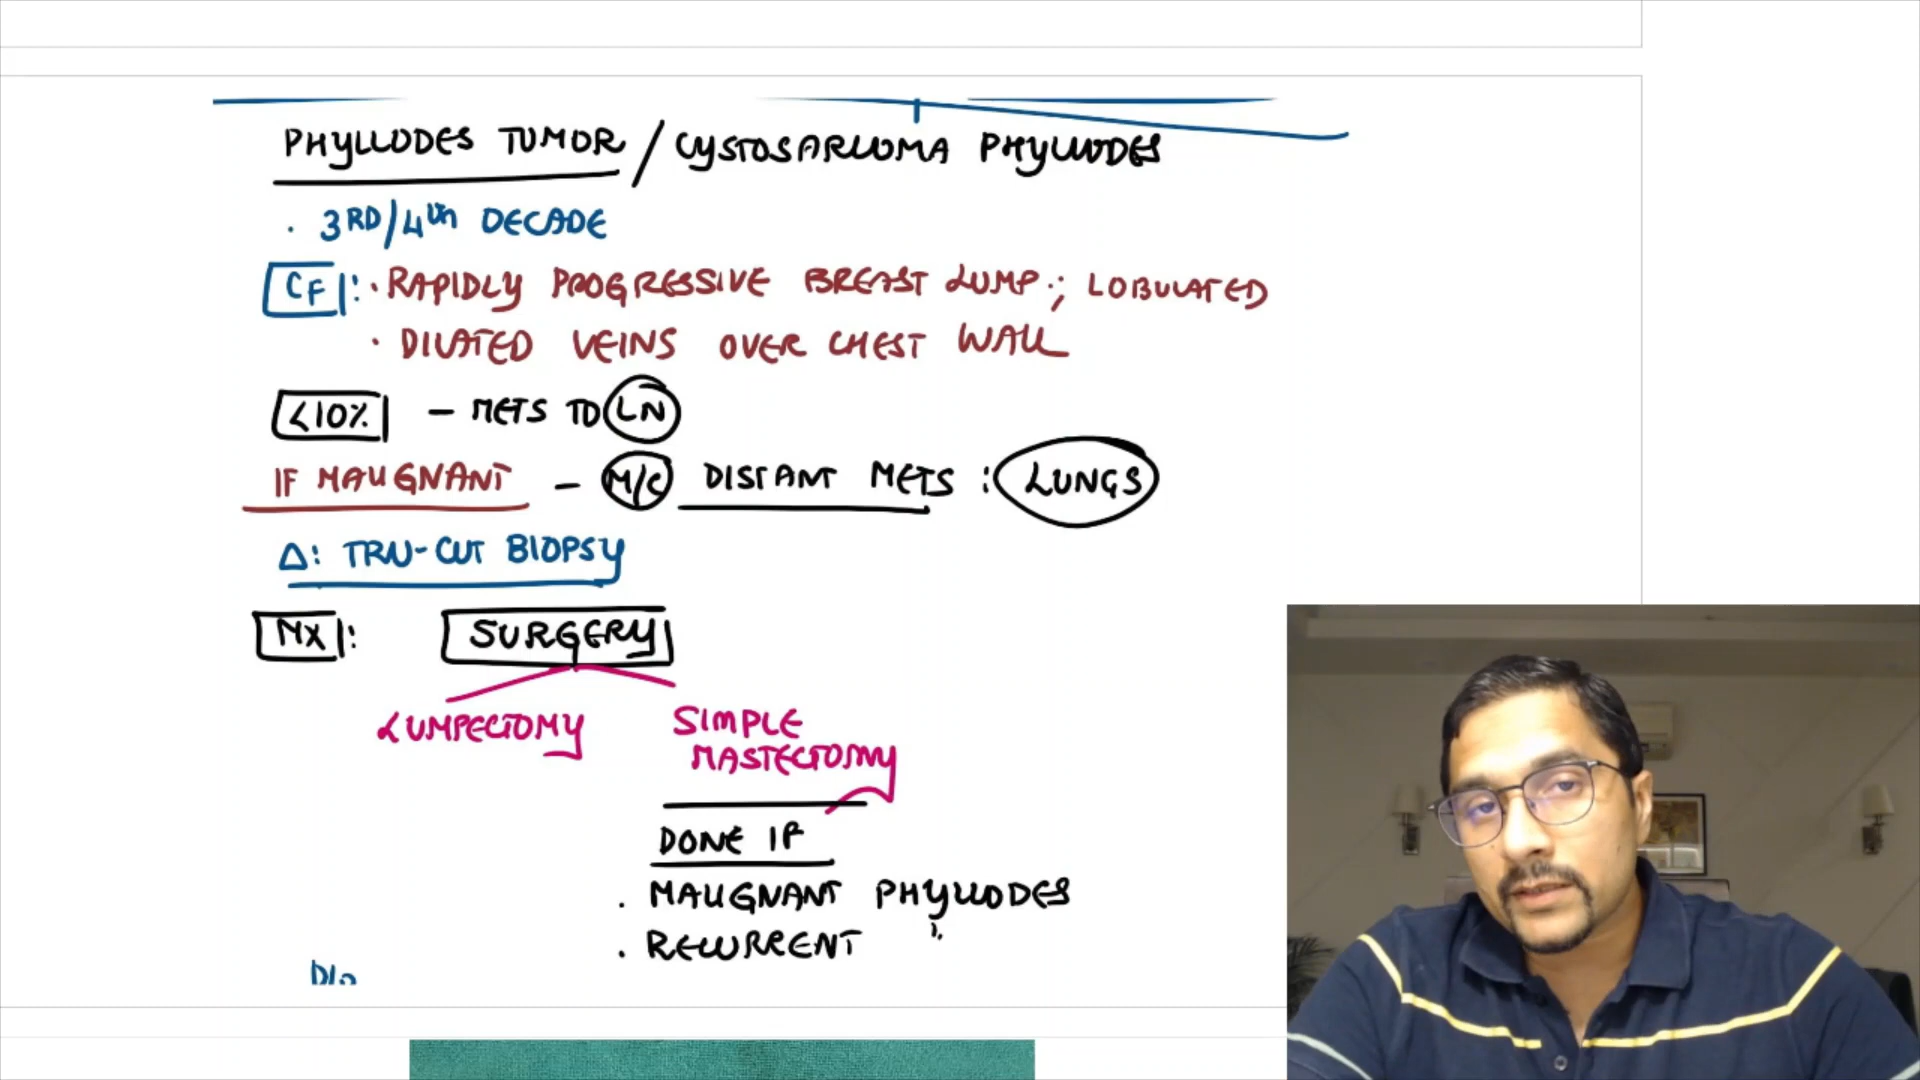 PHYLLODES TUMOR / CYSTOSARCOMA PHYLLODES
· 3RD/4th DECADE
CF : · RAPIDLY PROGRESSIVE BREAST LUMP ; LOBULATED
· DILATED VEINS OVER CHEST WALL
<10% – METS TO LN
IF MALIGNANT – M/C DISTANT METS : LUNGS
Δ: TRU-CUT BIOPSY
MX : SURGERY
LUMPECTOMY
SIMPLE
MASTECTOMY
DONE IF
. MALIGNANT PHYLLODES
. RECURRENT "